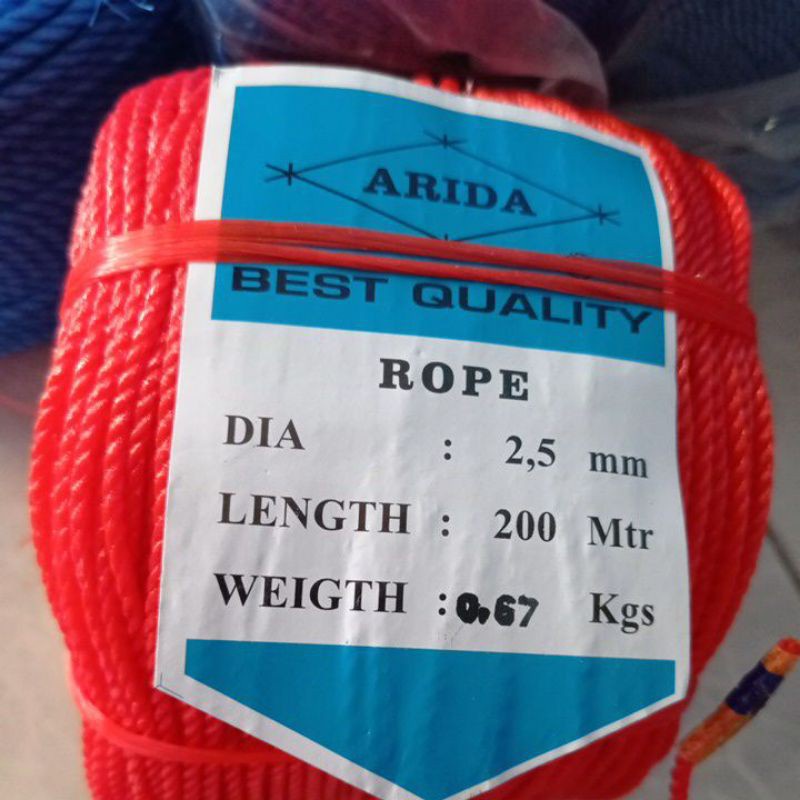 ARIDA
BEST QUALITY
ROPE
DIA : 2,5 mm
LENGTH : 200 Mtr
WEIGTH : 0.67 Kgs